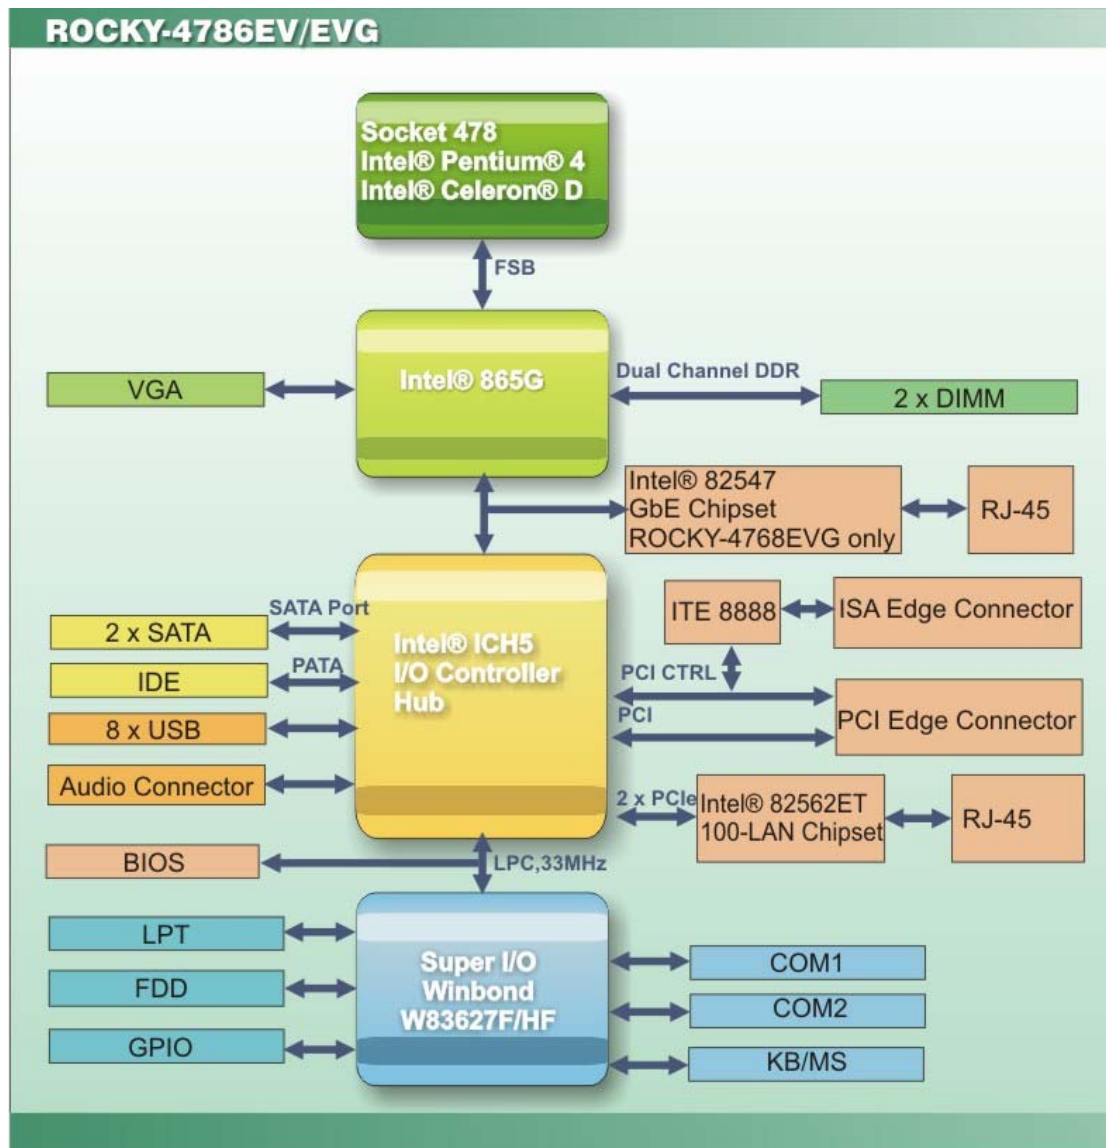 ROCKY-4786EV/EVG
Socket 478
Intel® Pentium® 4
Intel® Celeron® D
FSB
Intel® 865G
VGA
Dual Channel DDR
2 x DIMM
Intel® 82547
GbE Chipset
ROCKY-4768EVG only
RJ-45
Intel® ICH5
I/O Controller
Hub
SATA Port
2 x SATA
PATA
IDE
8 x USB
Audio Connector
ITE 8888
ISA Edge Connector
PCI CTRL
PCI
PCI Edge Connector
2 x PCIe
Intel® 82562ET
100-LAN Chipset
RJ-45
BIOS
LPC,33MHz
LPT
FDD
GPIO
Super I/O
Winbond
W83627F/HF
COM1
COM2
KB/MS